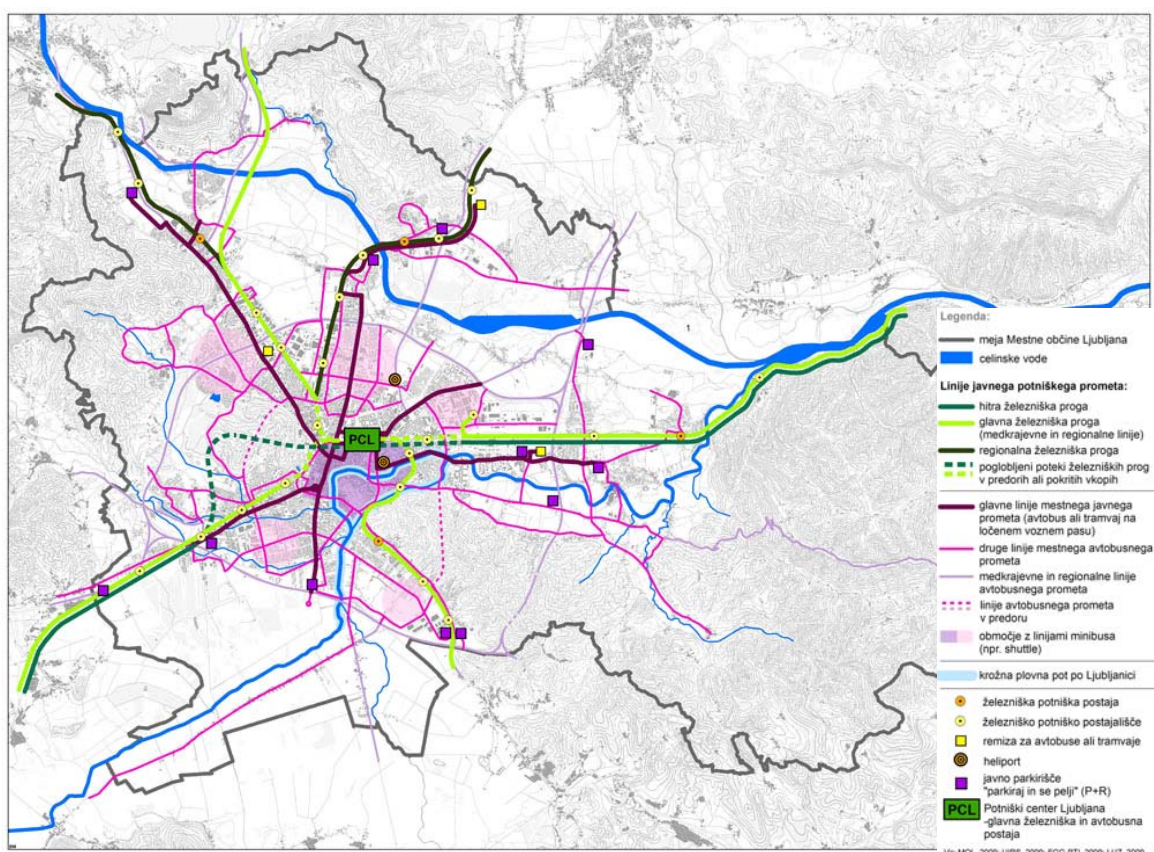 PCL
1
Legenda:
meja Mestne občine Ljubljana
celinske vode
Linije javnega potniškega prometa:
hitra železniška proga
glavna železniška proga
(medkrajevne in regionalne linije)
regionalna železniška proga
poglobljeni poteki železniških prog
v predorih ali pokritih vkopih
glavne linije mestnega javnega
prometa (avtobus ali tramvaj na
ločenem voznem pasu)
druge linije mestnega avtobusnega
prometa
medkrajevne in regionalne linije
avtobusnega prometa
linije avtobusnega prometa
v predoru
območje z linijami minibusa
(npr. shuttle)
krožna plovna pot po Ljubljanici
železniška potniška postaja
železniško potniško postajališče
remiza za avtobuse ali tramvaje
heliport
javno parkirišče
"parkiraj in se pelji" (P+R)
PCL Potniški center Ljubljana
-glavna železniška in avtobusna
postaja